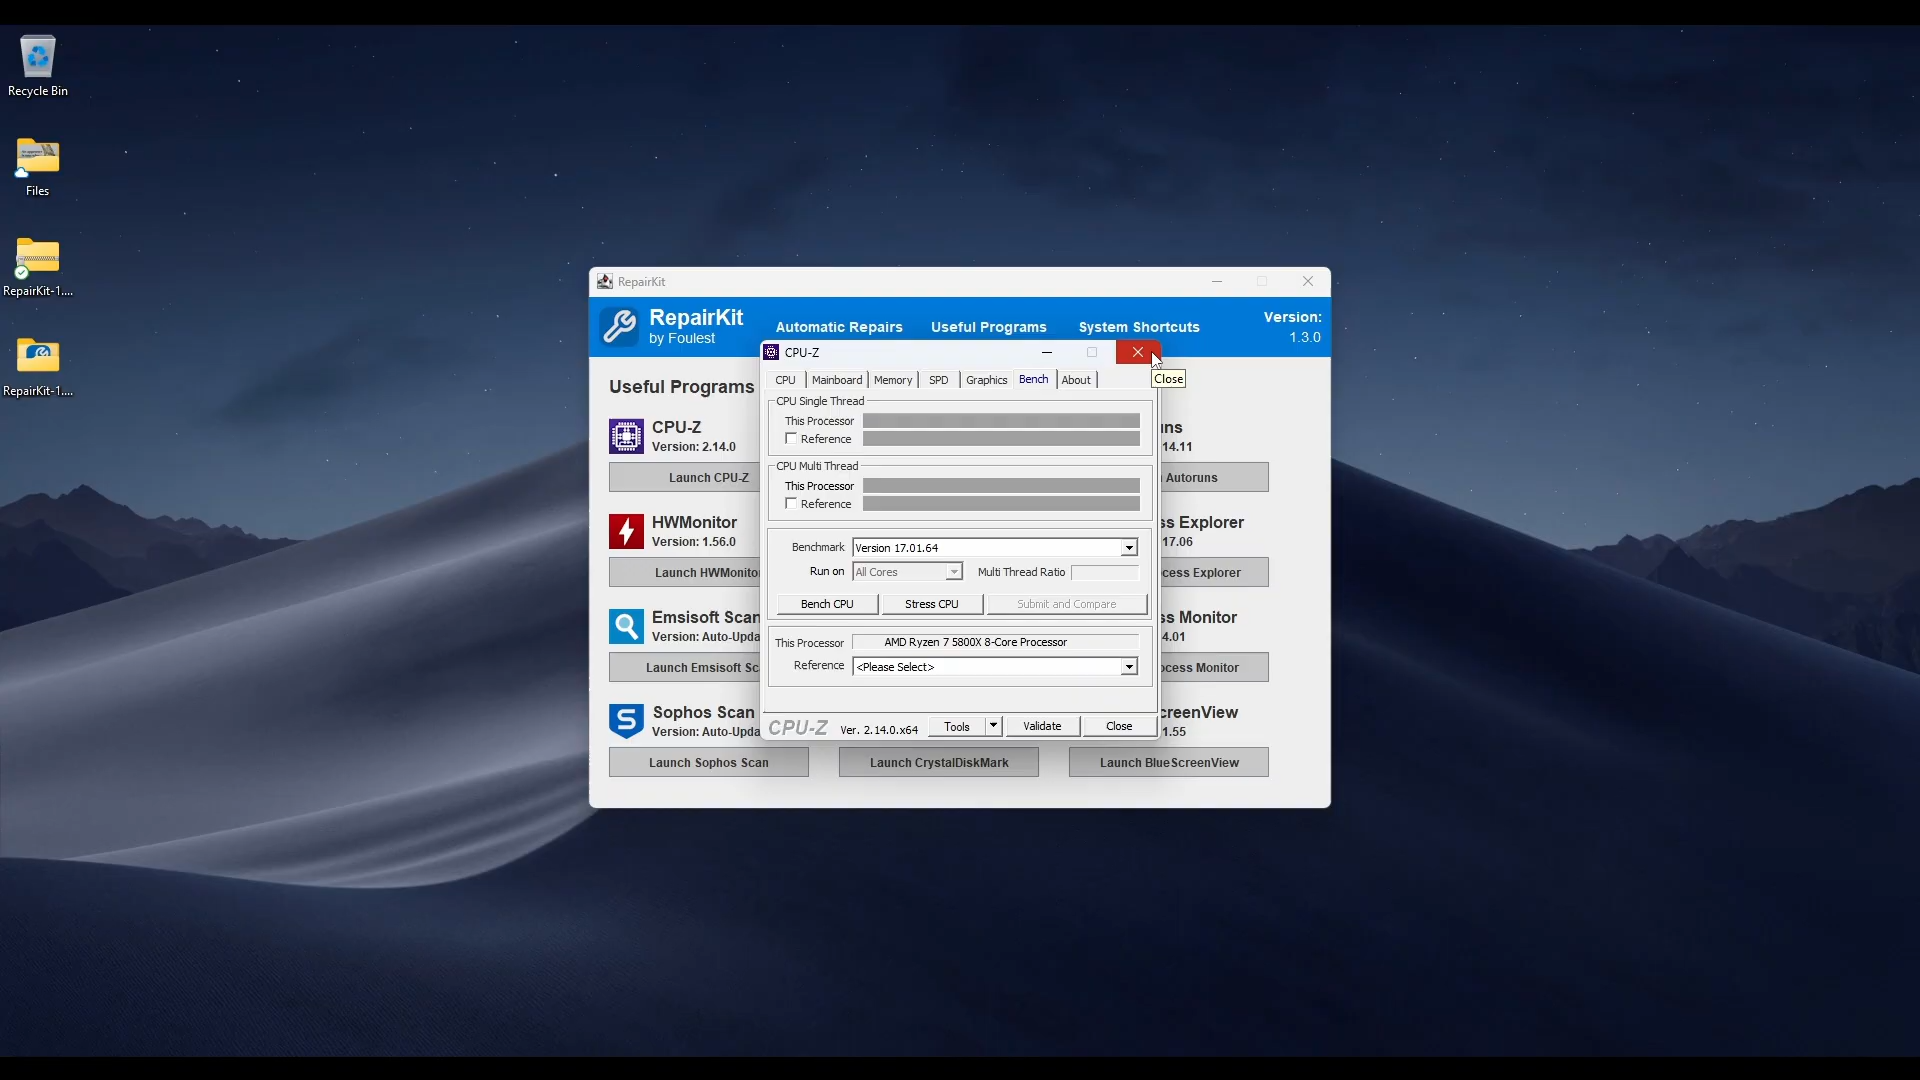 Recycle Bin
Files
RepairKit-1....
RepairKit-1....
RepairKit
RepairKit
by Foulest
Automatic Repairs
Useful Programs
System Shortcuts
Version:
1.3.0
Useful Programs
CPU-Z
Version: 2.14.0
Launch CPU-Z
HWMonitor
Version: 1.56.0
Launch HWMonito
Emsisoft Scan
Version: Auto-Upda
Launch Emsisoft Sc
Sophos Scan
Version: Auto-Upda
Launch Sophos Scan
Launch CrystalDiskMark
uns
14.11
Autoruns
ss Explorer
17.06
cess Explorer
ss Monitor
4.01
ocess Monitor
creenView
1.55
Launch BlueScreenView
CPU-Z
Close
CPU
Mainboard
Memory
SPD
Graphics
Bench
About
CPU Single Thread
This Processor
Reference
CPU Multi Thread
This Processor
Reference
Benchmark
Version 17.01.64
Run on
All Cores
Multi Thread Ratio
Bench CPU
Stress CPU
Submit and Compare
This Processor
AMD Ryzen 7 5800X 8-Core Processor
Reference
<Please Select>
CPU-Z
Ver. 2.14.0.x64
Tools
Validate
Close